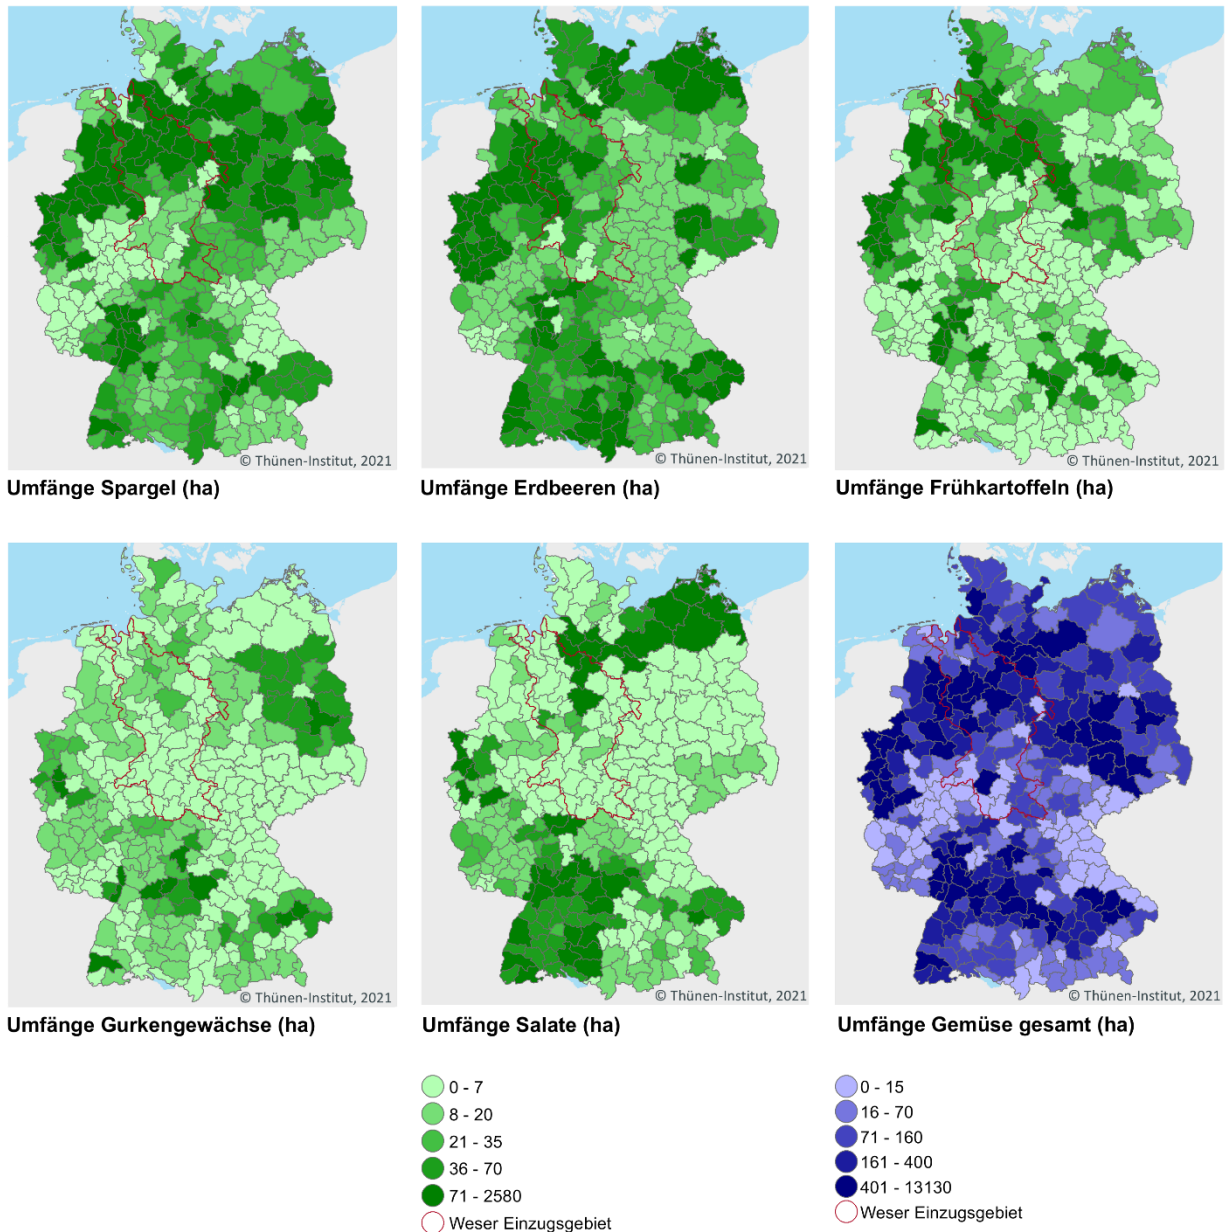 © Thünen-Institut, 2021
© Thünen-Institut, 2021
© Thünen-Institut, 2021
Umfänge Spargel (ha)
Umfänge Erdbeeren (ha)
Umfänge Frühkartoffeln (ha)
© Thünen-Institut, 2021
© Thünen-Institut, 2021
© Thünen-Institut, 2021
Umfänge Gurkengewächse (ha)
Umfänge Salate (ha)
Umfänge Gemüse gesamt (ha)
0 - 7
8 - 20
21 - 35
36 - 70
71 - 2580
Weser Einzugsgebiet
0 - 15
16 - 70
71 - 160
161 - 400
401 - 13130
Weser Einzugsgebiet